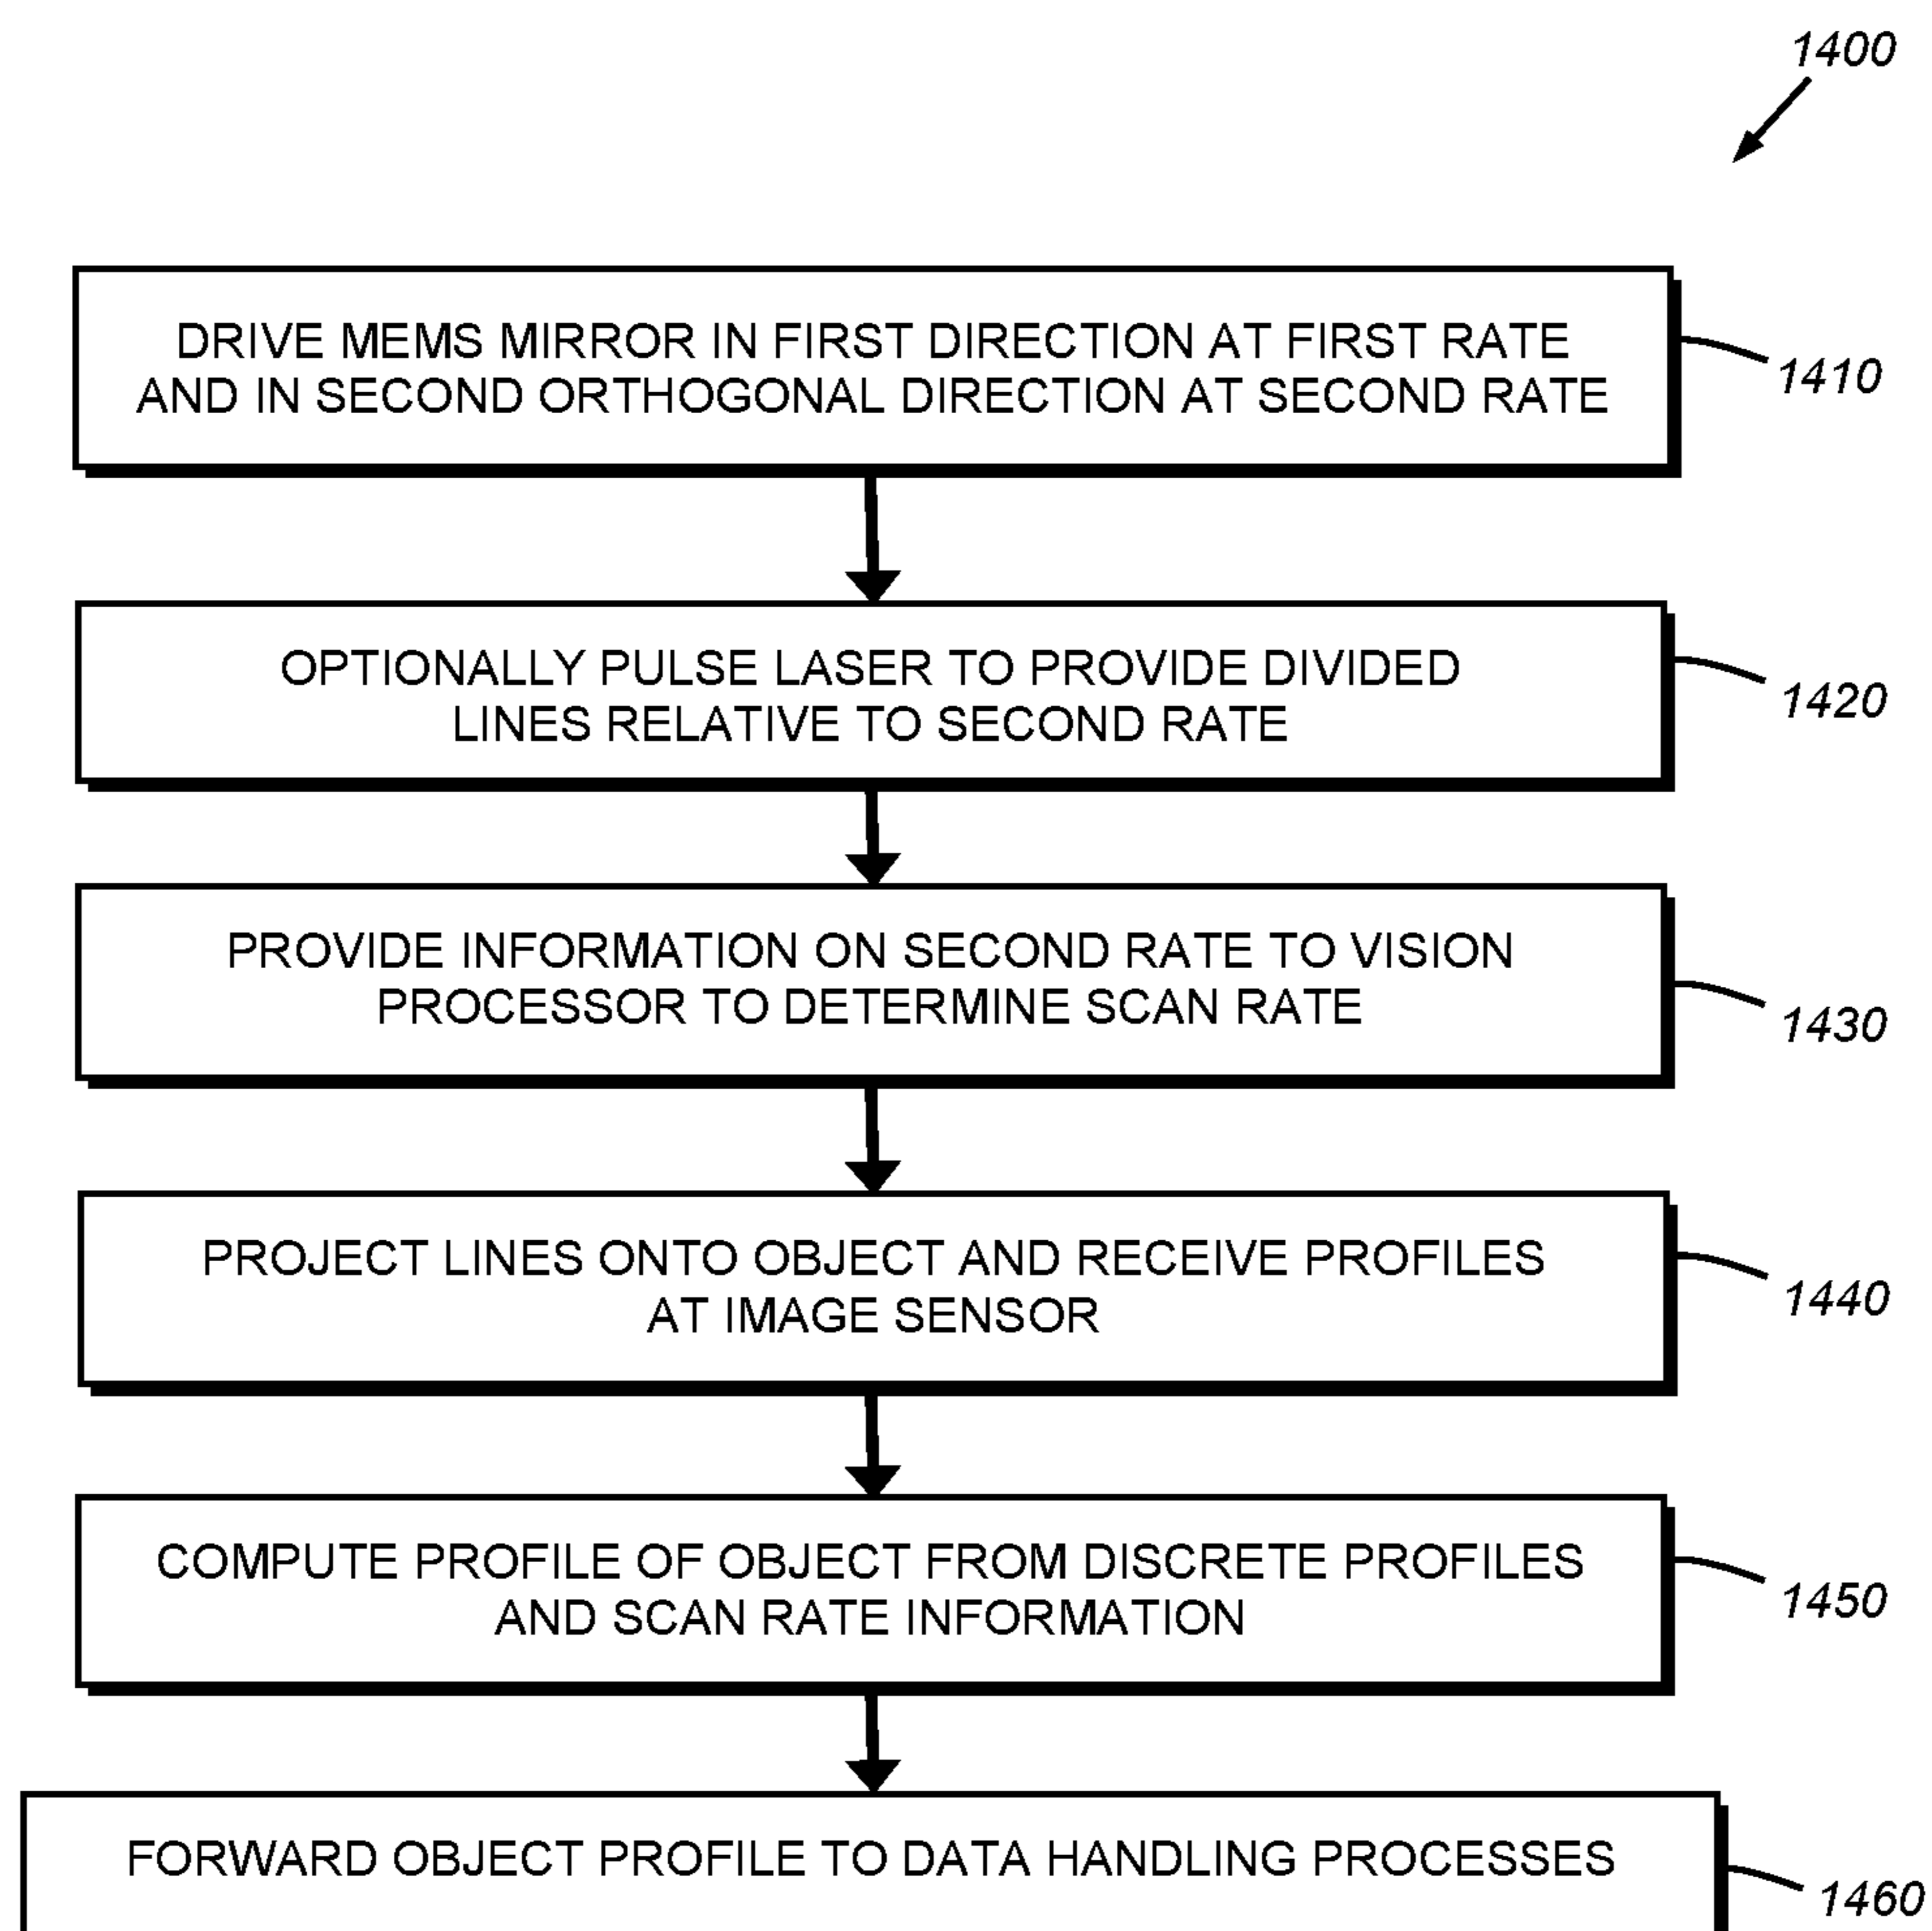 1400
DRIVE MEMS MIRROR IN FIRST DIRECTION AT FIRST RATE
AND IN SECOND ORTHOGONAL DIRECTION AT SECOND RATE
1410
OPTIONALLY PULSE LASER TO PROVIDE DIVIDED
LINES RELATIVE TO SECOND RATE
1420
PROVIDE INFORMATION ON SECOND RATE TO VISION
PROCESSOR TO DETERMINE SCAN RATE
1430
PROJECT LINES ONTO OBJECT AND RECEIVE PROFILES
AT IMAGE SENSOR
1440
COMPUTE PROFILE OF OBJECT FROM DISCRETE PROFILES
AND SCAN RATE INFORMATION
1450
FORWARD OBJECT PROFILE TO DATA HANDLING PROCESSES
1460